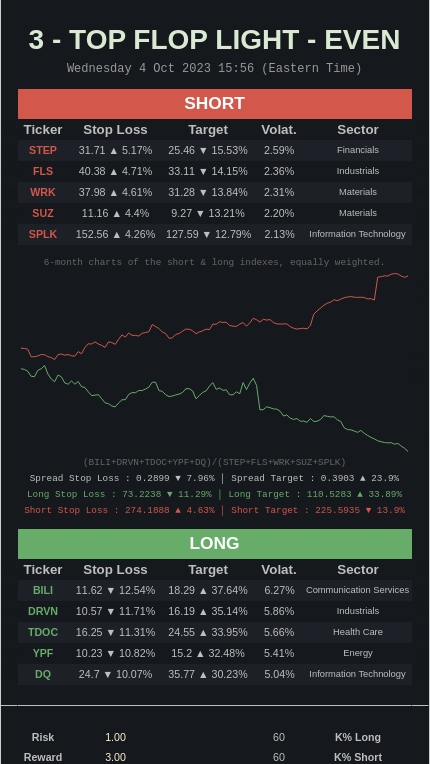 3 - TOP FLOP LIGHT - EVEN
Wednesday 4 Oct 2023 15:56 (Eastern Time)
SHORT
Ticker Stop Loss Target Volat. Sector
STEP 31.71 ▲ 5.17% 25.46 ▼ 15.53% 2.59% Financials
FLS 40.38 ▲ 4.71% 33.11 ▼ 14.15% 2.36% Industrials
WRK 37.98 ▲ 4.61% 31.28 ▼ 13.84% 2.31% Materials
SUZ 11.16 ▲ 4.4% 9.27 ▼ 13.21% 2.20% Materials
SPLK 152.56 ▲ 4.26% 127.59 ▼ 12.79% 2.13% Information Technology
6-month charts of the short & long indexes, equally weighted.
(BILI+DRVN+TDOC+YPF+DQ)/(STEP+FLS+WRK+SUZ+SPLK)
Spread Stop Loss : 0.2899 ▼ 7.96% | Spread Target : 0.3903 ▲ 23.9%
Long Stop Loss : 73.2238 ▼ 11.29% | Long Target : 110.5283 ▲ 33.89%
Short Stop Loss : 274.1888 ▲ 4.63% | Short Target : 225.5935 ▼ 13.9%
LONG
Ticker Stop Loss Target Volat. Sector
BILI 11.62 ▼ 12.54% 18.29 ▲ 37.64% 6.27% Communication Services
DRVN 10.57 ▼ 11.71% 16.19 ▲ 35.14% 5.86% Industrials
TDOC 16.25 ▼ 11.31% 24.55 ▲ 33.95% 5.66% Health Care
YPF 10.23 ▼ 10.82% 15.2 ▲ 32.48% 5.41% Energy
DQ 24.7 ▼ 10.07% 35.77 ▲ 30.23% 5.04% Information Technology
Risk 1.00 60 K% Long
Reward 3.00 60 K% Short